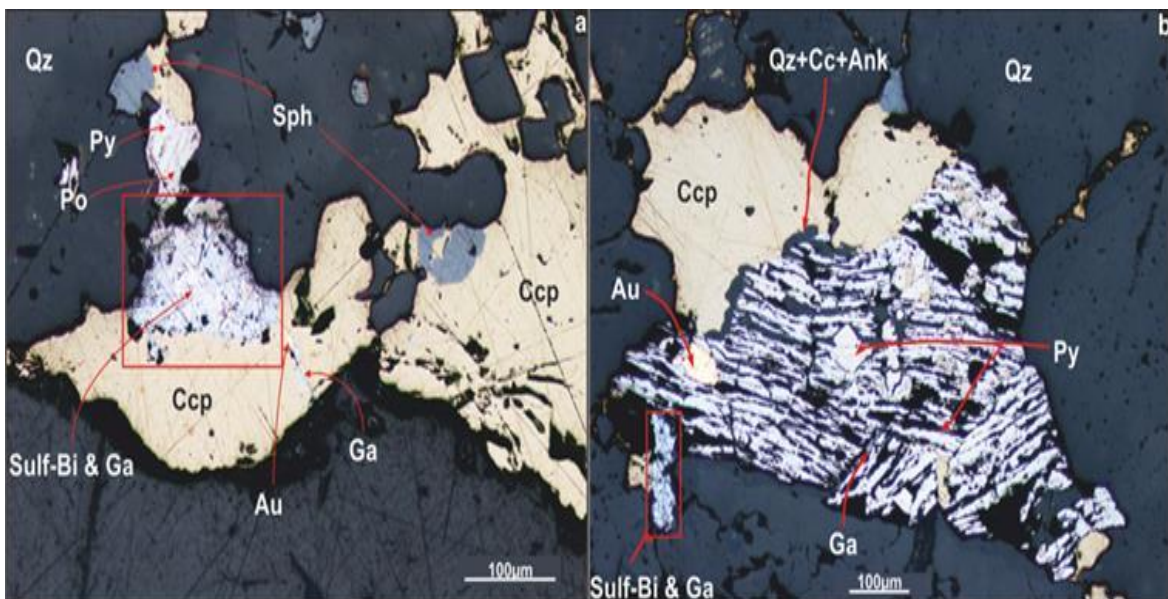 a
Qz
Sph
Py
Po
Ccp
Ccp
Ga
Sulf-Bi & Ga
Au
100µm
b
Qz+Cc+Ank
Qz
Ccp
Au
Py
Ga
Sulf-Bi & Ga
100µm